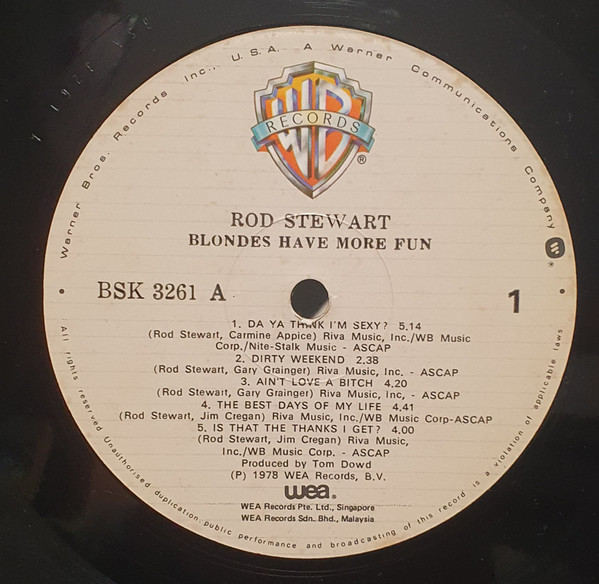 Warner Bros. Records Inc., U.S.A. A Warner Communications Company
WB
RECORDS
®
ROD STEWART
BLONDES HAVE MORE FUN
BSK 3261 A
1
1. DA YA THINK I'M SEXY? 5.14
(Rod Stewart, Carmine Appice) Riva Music, Inc./WB Music
Corp./Nite-Stalk Music - ASCAP
2. DIRTY WEEKEND 2.38
(Rod Stewart, Gary Grainger) Riva Music, Inc. - ASCAP
3. AIN'T LOVE A BITCH 4.20
(Rod Stewart, Gary Grainger) Riva Music, Inc, - ASCAP
4. THE BEST DAYS OF MY LIFE 4.41
(Rod Stewart, Jim Cregan) Riva Music, Inc./WB Music Corp-ASCAP
5. IS THAT THE THANKS I GET? 4.00
(Rod Stewart, Jim Cregan) Riva Music,
Inc./WB Music Corp. - ASCAP
Produced by Tom Dowd
(P) 1978 WEA Records, B.V.
wea®
WEA Records Pte. Ltd., Singapore
WEA Records Sdn. Bhd., Malaysia
All rights reserved Unauthorised duplication, public performance and broadcasting of this record is a violation of applicable laws